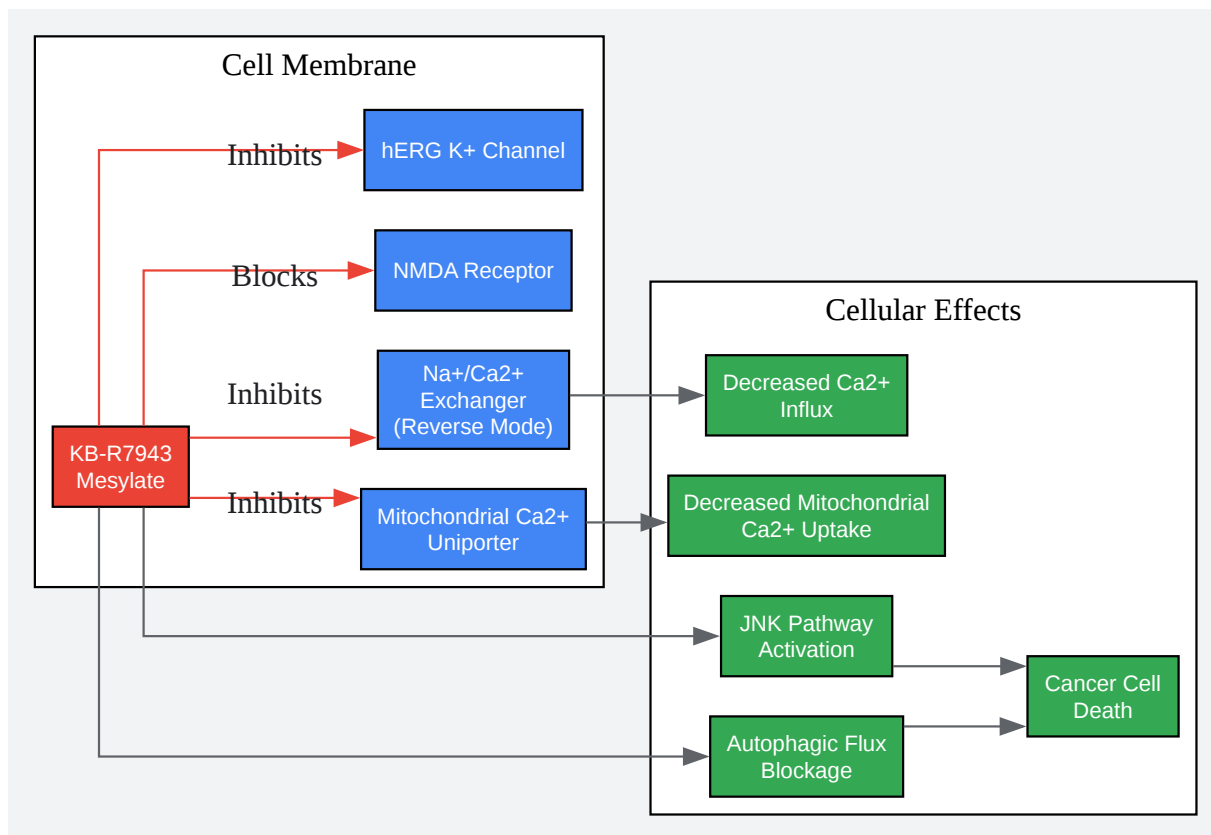 Cell Membrane
Inhibits
hERG K+ Channel
Blocks
NMDA Receptor
Inhibits
Na+/Ca2+
Exchanger
(Reverse Mode)
KB-R7943
Mesylate
Inhibits
Mitochondrial Ca2+
Uniporter
Cellular Effects
Decreased Ca2+
Influx
Decreased Mitochondrial
Ca2+ Uptake
JNK Pathway
Activation
Cancer Cell
Death
Autophagic Flux
Blockage